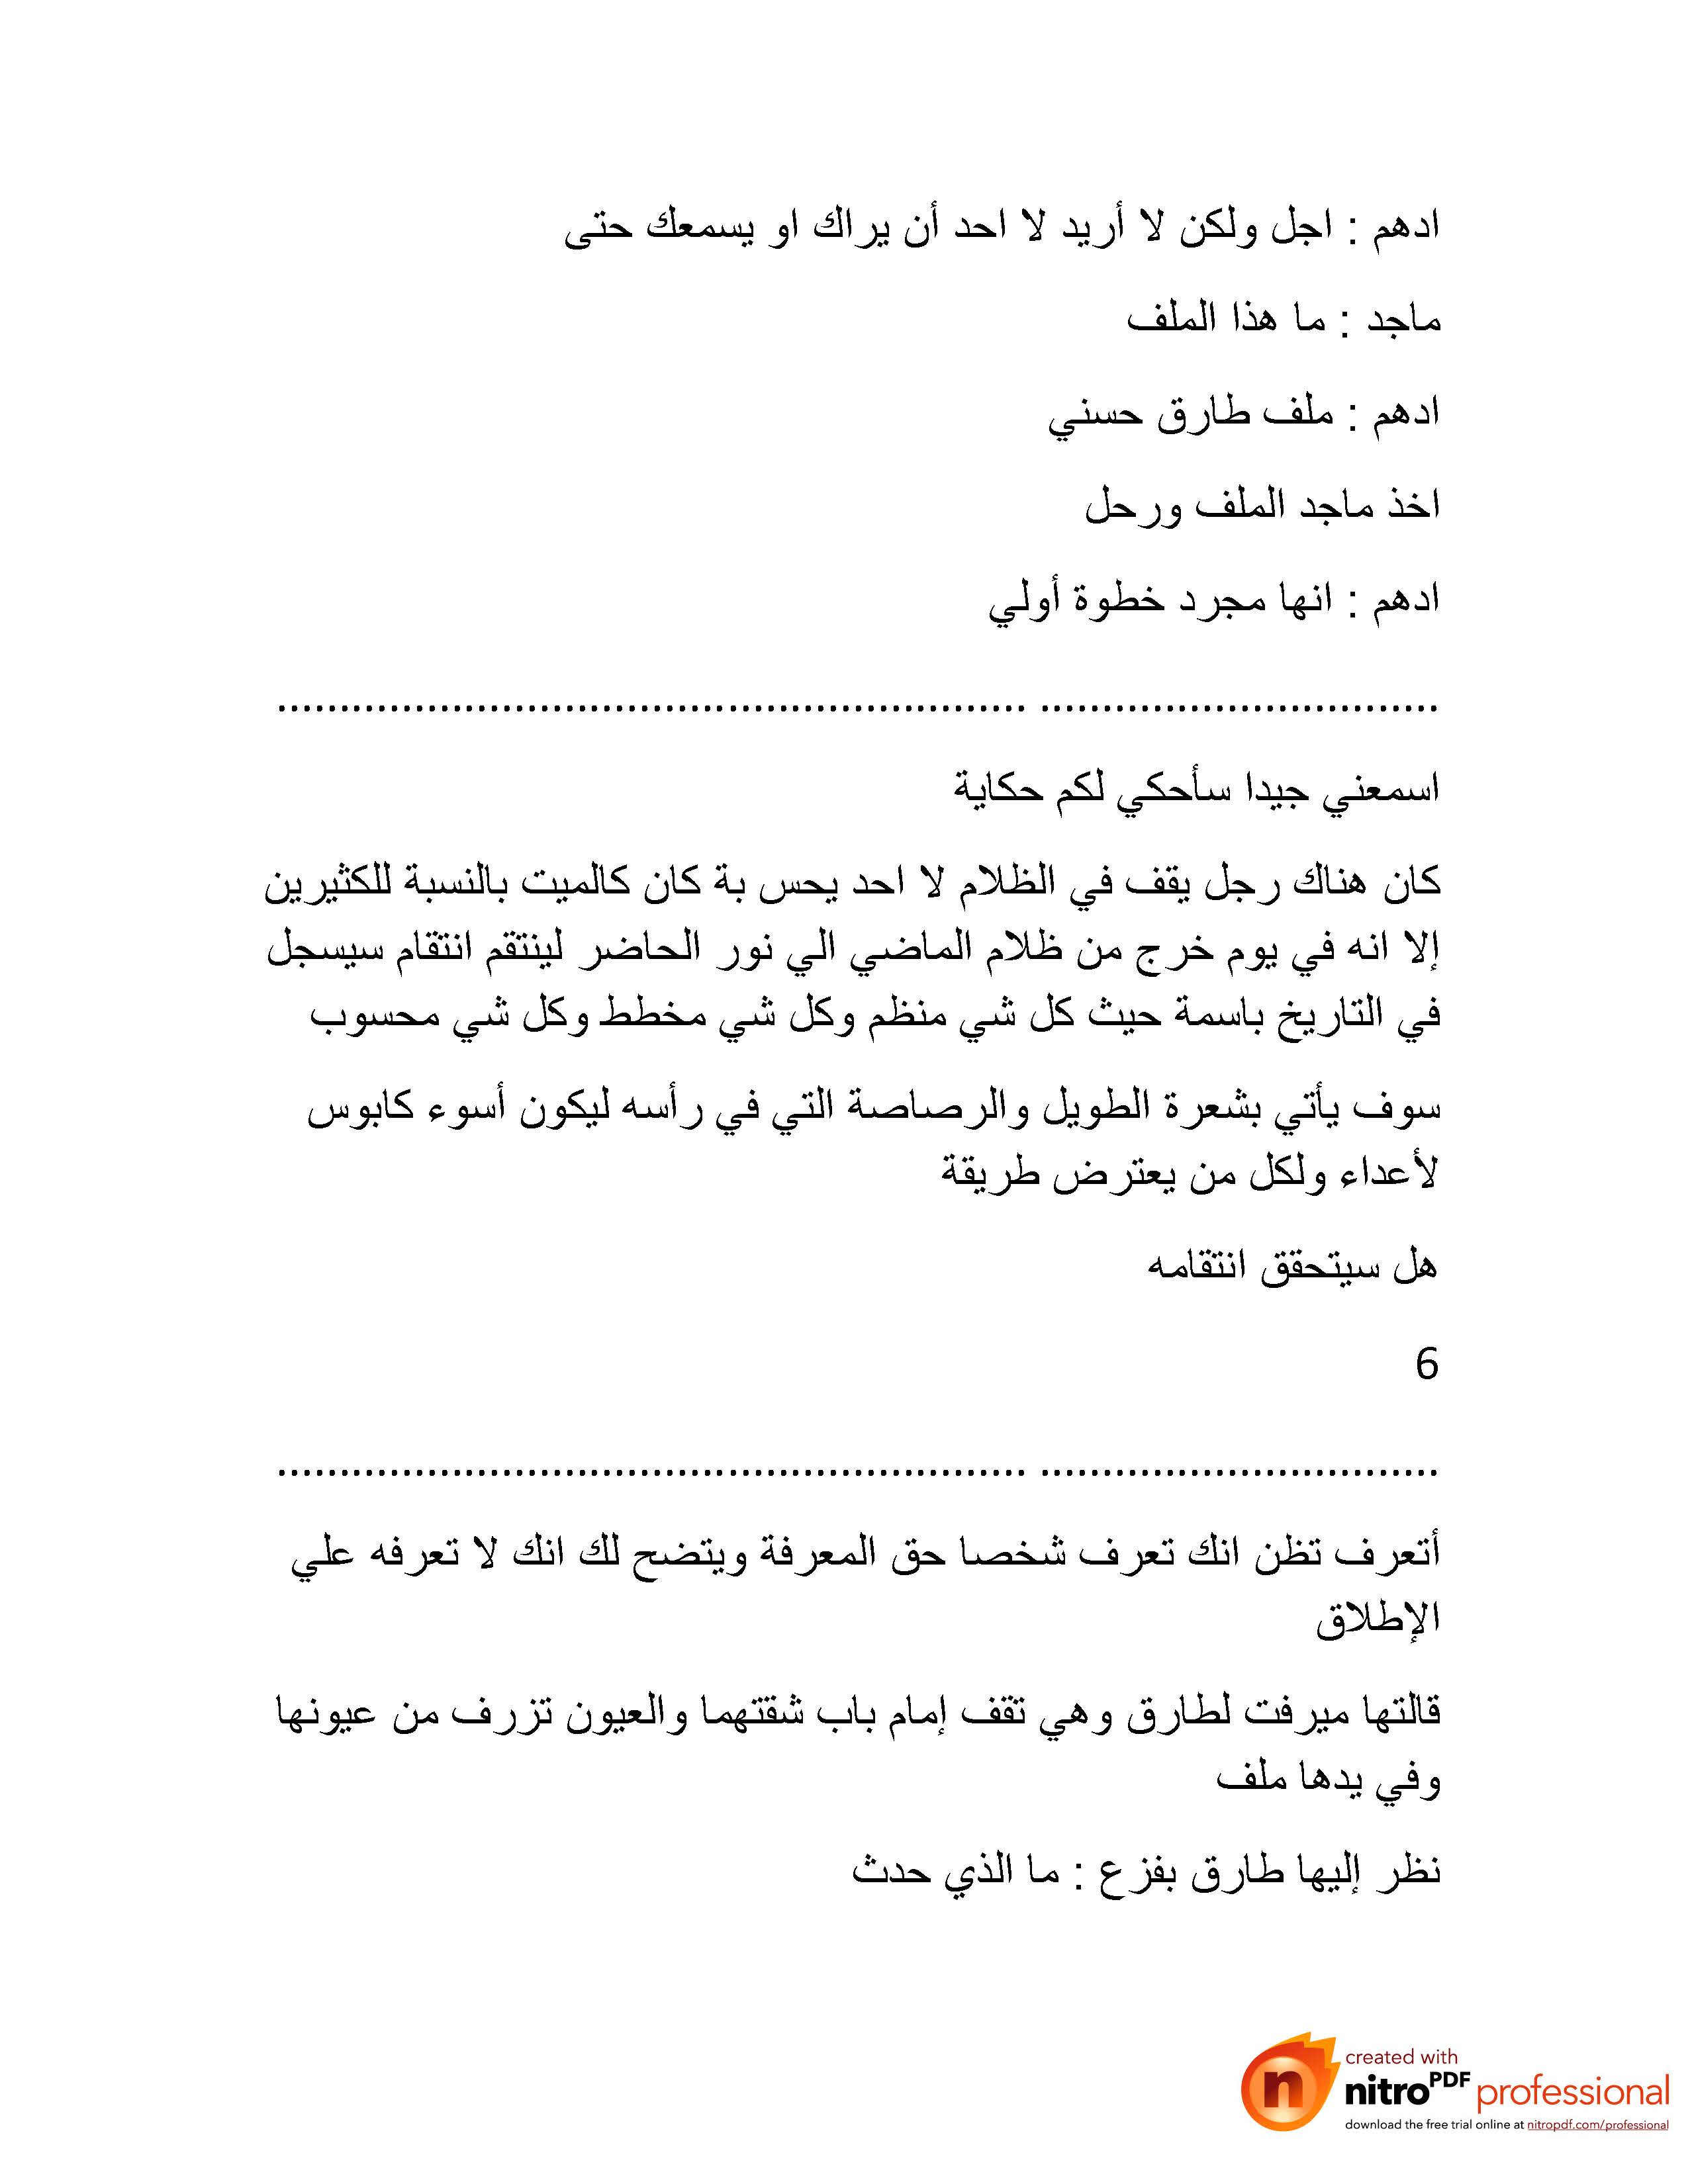 ادهم : اجل ولكن لا أريد لا احد أن يراك او يسمعك حتى
ماجد : ما هذا الملف
ادهم : ملف طارق حسني
اخذ ماجد الملف ورحل
ادهم : انها مجرد خطوة أولي
................................ ............................................................
اسمعني جيدا سأحكي لكم حكاية
كان هناك رجل يقف في الظلام لا احد يحس بة كان كالميت بالنسبة للكثيرين
إلا انه في يوم خرج من ظلام الماضي الي نور الحاضر لينتقم انتقام سيسجل
في التاريخ باسمة حيث كل شي منظم وكل شي مخطط وكل شي محسوب
سوف يأتي بشعرة الطويل والرصاصة التي في رأسه ليكون أسوء كابوس
لأعداء ولكل من يعترض طريقة
هل سيتحقق انتقامه
6
................................ ............................................................
أتعرف تظن انك تعرف شخصا حق المعرفة ويتضح لك انك لا تعرفه علي
الإطلاق
قالتها ميرفت لطارق وهي تقف إمام باب شقتهما والعيون تزرف من عيونها
وفي يدها ملف
نظر إليها طارق بفزع : ما الذي حدث
created with
nitroPDF professional
download the free trial online at nitropdf.com/professional